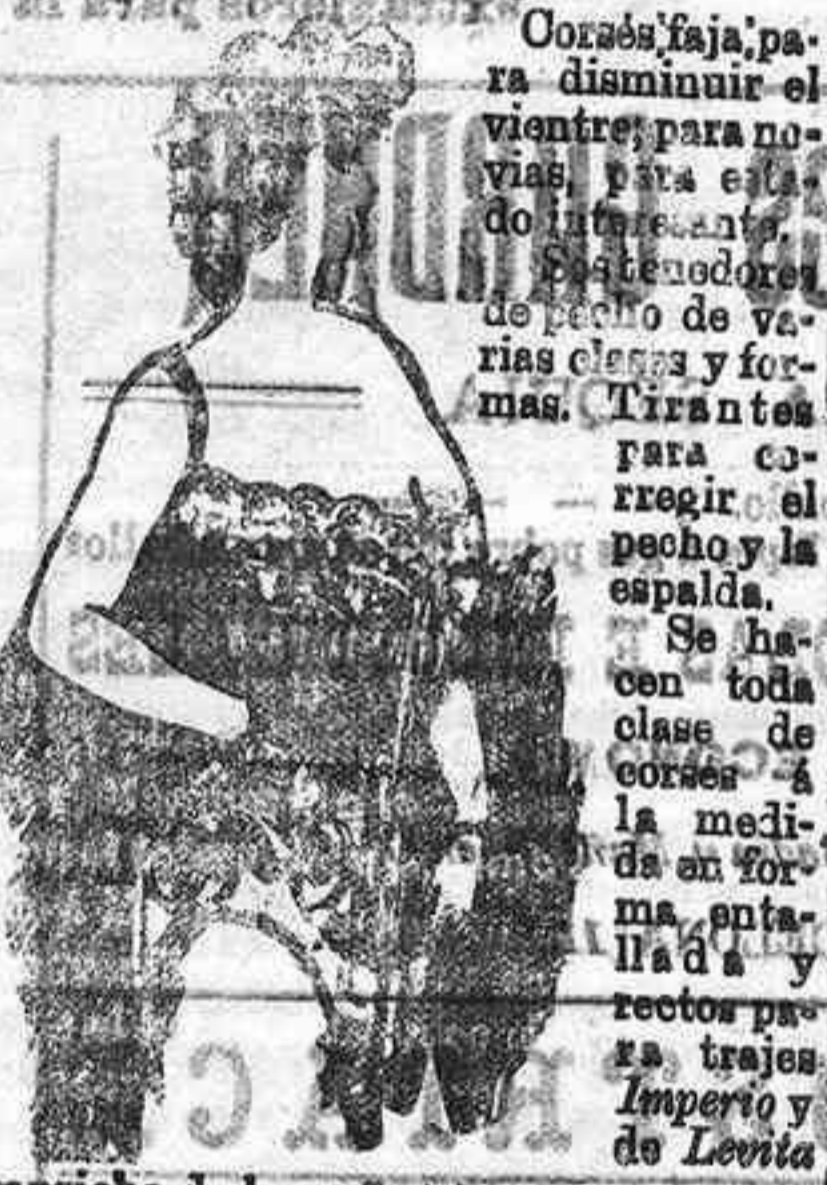 Corsés faja pa-
ra disminuir el
vientre; para no-
vias, para esta-
do interesante.
Sostenedores
de pecho de va-
rias clases y for-
mas. Tirantes
para co-
rregir el
pecho y la
espalda.
Se ha-
cen toda
clase de
corsés á
la medi-
da en for-
ma enta-
llada y
rectos pa-
ra trajes
Imperio y
de Levita